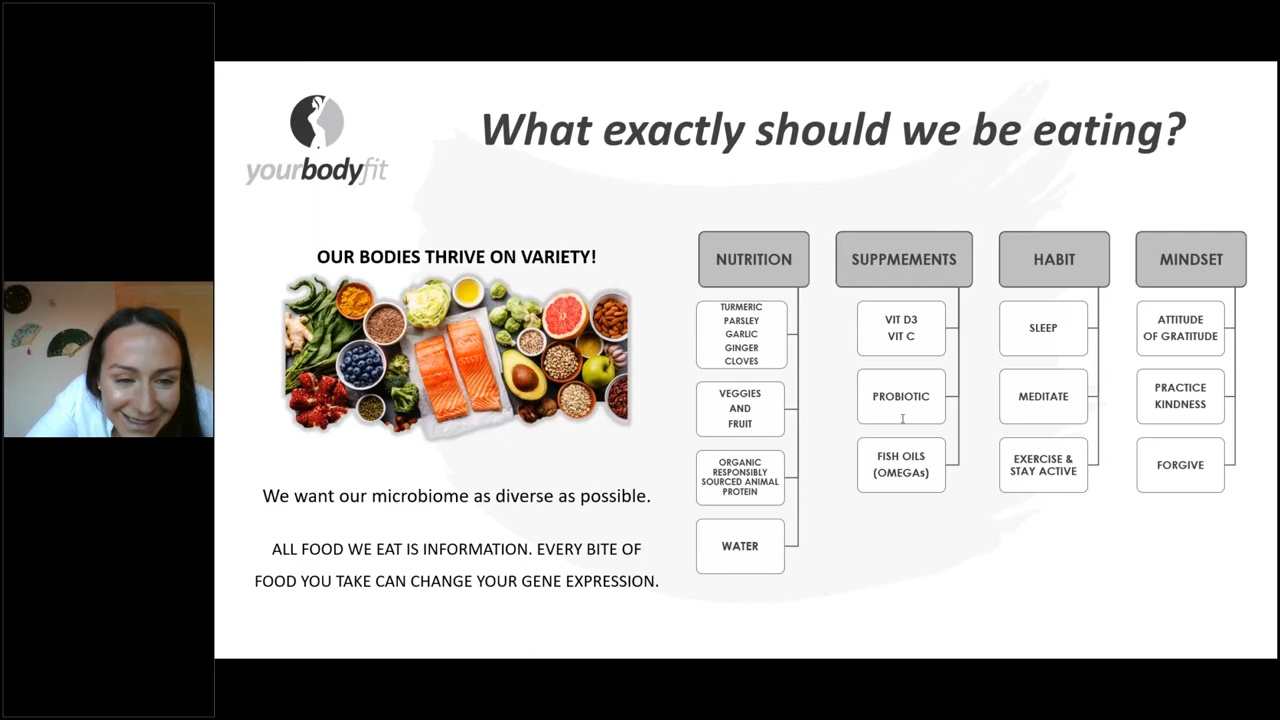 yourbodyfit
What exactly should we be eating?
OUR BODIES THRIVE ON VARIETY!
We want our microbiome as diverse as possible.
ALL FOOD WE EAT IS INFORMATION. EVERY BITE OF
FOOD YOU TAKE CAN CHANGE YOUR GENE EXPRESSION.
NUTRITION
TURMERIC
PARSLEY
GARLIC
GINGER
CLOVES
VEGGIES
AND
FRUIT
ORGANIC
RESPONSIBLY
SOURCED ANIMAL
PROTEIN
WATER
SUPPMEMENTS
VIT D3
VIT C
PROBIOTIC
FISH OILS
(OMEGAs)
HABIT
SLEEP
MEDITATE
EXERCISE &
STAY ACTIVE
MINDSET
ATTITUDE
OF GRATITUDE
PRACTICE
KINDNESS
FORGIVE